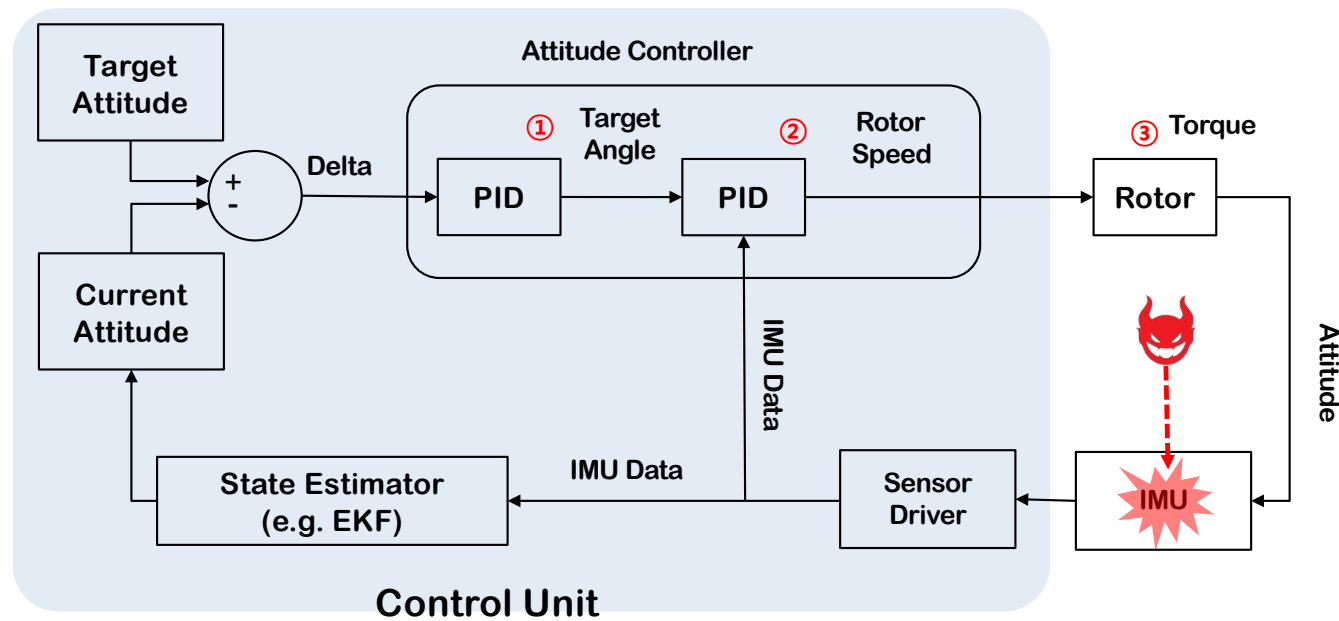 Attitude Controller
Target
Attitude
① Target
Angle
② Rotor
Speed
③ Torque
+
-
Delta
PID
PID
Rotor
Current
Attitude
IMU Data
Attitude
IMU Data
State Estimator
(e.g. EKF)
Sensor
Driver
IMU
Control Unit